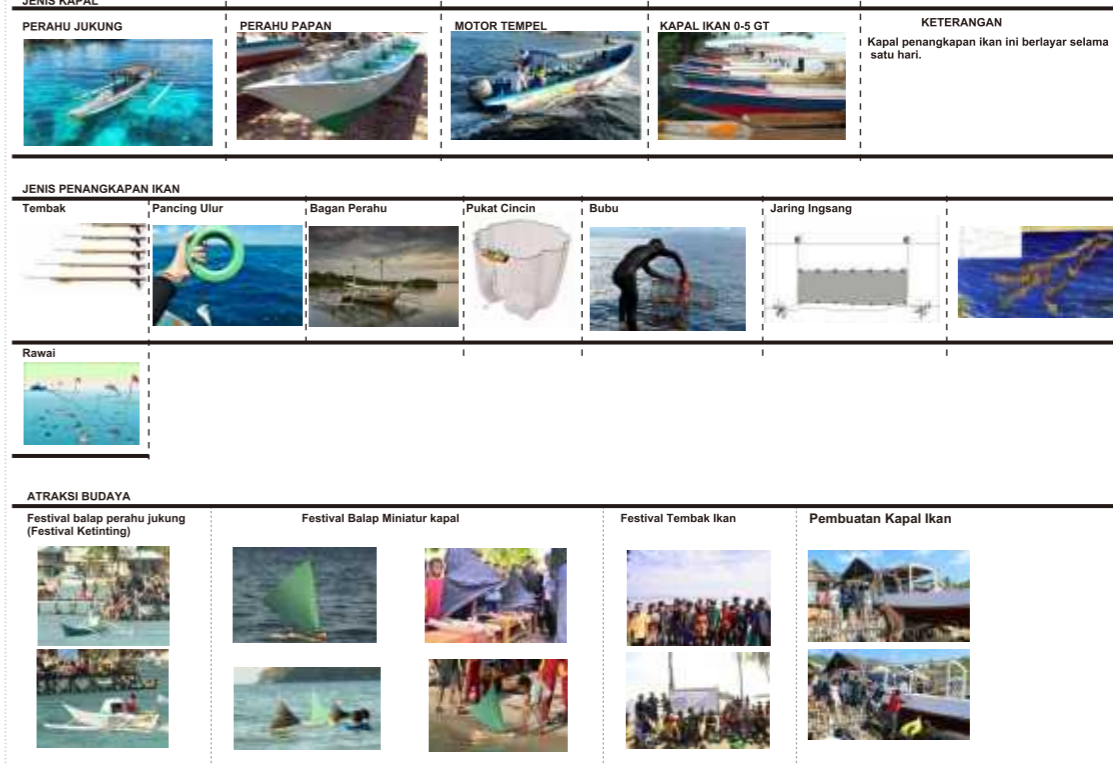 JENIS KAPAL
PERAHU JUKUNG
PERAHU PAPAN
MOTOR TEMPEL
KAPAL IKAN 0-5 GT
KETERANGAN
Kapal penangkapan ikan ini berlayar selama
satu hari.
JENIS PENANGKAPAN IKAN
Tembak
Pancing Ulur
Bagan Perahu
Pukat Cincin
Bubu
Jaring Ingsang
Rawai
ATRAKSI BUDAYA
Festival balap perahu jukung
(Festival Ketinting)
Festival Balap Miniatur kapal
Festival Tembak Ikan
Pembuatan Kapal Ikan